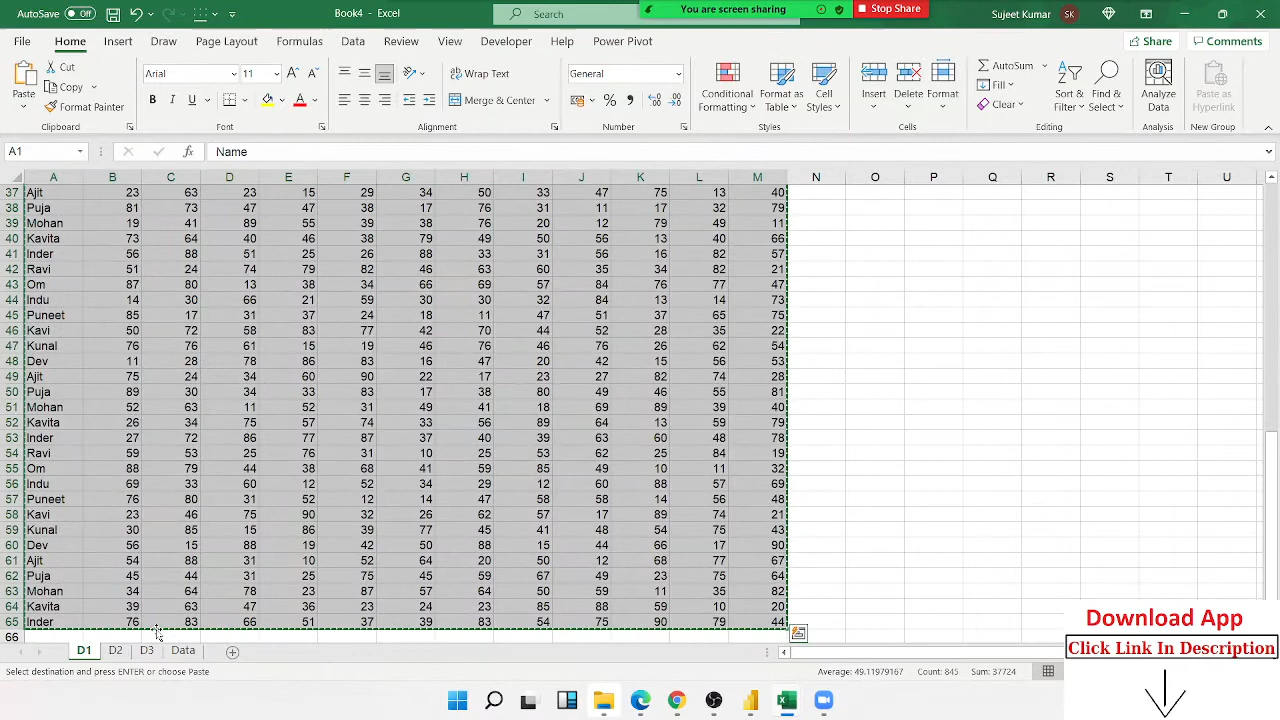 AutoSave Off Book4 - Excel Search You are screen sharing Stop Share Sujeet Kumar SK
File Home Insert Draw Page Layout Formulas Data Review View Developer Help Power Pivot Share Comments
Paste Cut Copy Format Painter Arial 11 B I U A Wrap Text Merge & Center General % Conditional Formatting Format as Table Cell Styles Insert Delete Format AutoSum Fill Clear Sort & Filter Find & Select Analyze Data Paste as Hyperlink
Clipboard Font Alignment Number Styles Cells Editing Analysis New Group
A1 fx Name
A B C D E F G H I J K L M N O P Q R S T U
37 Ajit 23 63 23 15 29 34 50 33 47 75 13 40
38 Puja 81 73 47 47 38 17 76 31 11 17 32 79
39 Mohan 19 41 89 55 39 38 76 20 12 79 49 11
40 Kavita 73 64 40 46 38 79 49 50 56 13 40 66
41 Inder 56 88 51 25 26 88 33 31 56 16 82 57
42 Ravi 51 24 74 79 82 46 63 60 35 34 82 21
43 Om 87 80 13 38 34 66 69 57 84 76 77 47
44 Indu 14 30 66 21 59 30 30 32 84 13 14 73
45 Puneet 85 17 31 37 24 18 11 47 51 37 65 75
46 Kavi 50 72 58 83 77 42 70 44 52 28 35 22
47 Kunal 76 76 61 15 19 46 76 46 76 26 62 54
48 Dev 11 28 78 86 83 16 47 20 42 15 56 53
49 Ajit 75 24 34 60 90 22 17 23 27 82 74 28
50 Puja 89 30 34 33 83 17 38 80 49 46 55 81
51 Mohan 52 63 11 52 31 49 41 18 69 89 39 40
52 Kavita 26 34 75 57 74 33 56 89 64 13 59 79
53 Inder 27 72 86 77 87 37 40 39 63 60 48 78
54 Ravi 59 53 25 76 31 10 25 53 62 25 84 19
55 Om 88 79 44 38 68 41 59 85 49 10 11 32
56 Indu 69 33 60 12 52 34 29 12 60 88 57 69
57 Puneet 76 80 31 52 12 14 47 58 58 14 56 48
58 Kavi 23 46 75 90 32 26 62 57 17 89 74 21
59 Kunal 30 85 15 86 39 77 45 41 48 54 75 43
60 Dev 56 15 88 19 42 50 88 15 44 66 17 90
61 Ajit 54 88 31 10 52 64 20 50 12 68 77 67
62 Puja 45 44 31 25 75 45 59 67 49 23 75 64
63 Mohan 34 64 78 23 87 57 64 50 59 11 35 82
64 Kavita 39 63 47 36 23 24 23 85 88 59 10 20
65 Inder 76 83 66 51 37 39 83 54 75 90 79 44
66
D1 D2 D3 Data
Select destination and press ENTER or choose Paste Average: 49.11979167 Count: 845 Sum: 37724
Download App
Click Link In Description